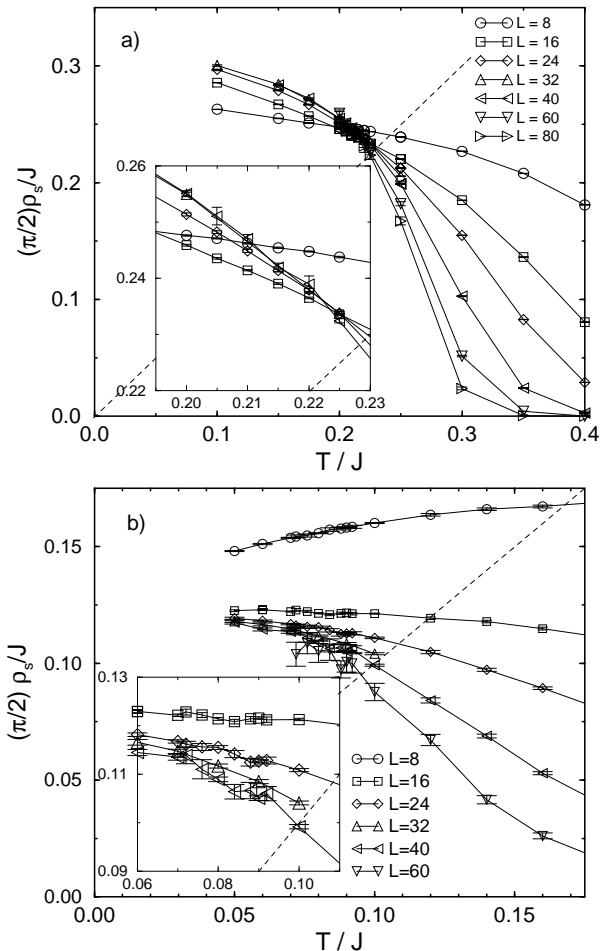 a)
L = 8
L = 16
L = 24
L = 32
L = 40
L = 60
L = 80
0.3
0.2
0.1
0.0
(π/2)ρs/J
0.26
0.24
0.22
0.20 0.21 0.22 0.23
0.0 0.1 0.2 0.3 0.4
T / J
b)
0.15
0.10
0.05
0.00
(π/2) ρs/J
0.13
0.11
0.09
0.06 0.08 0.10
L=8
L=16
L=24
L=32
L=40
L=60
0.00 0.05 0.10 0.15
T / J